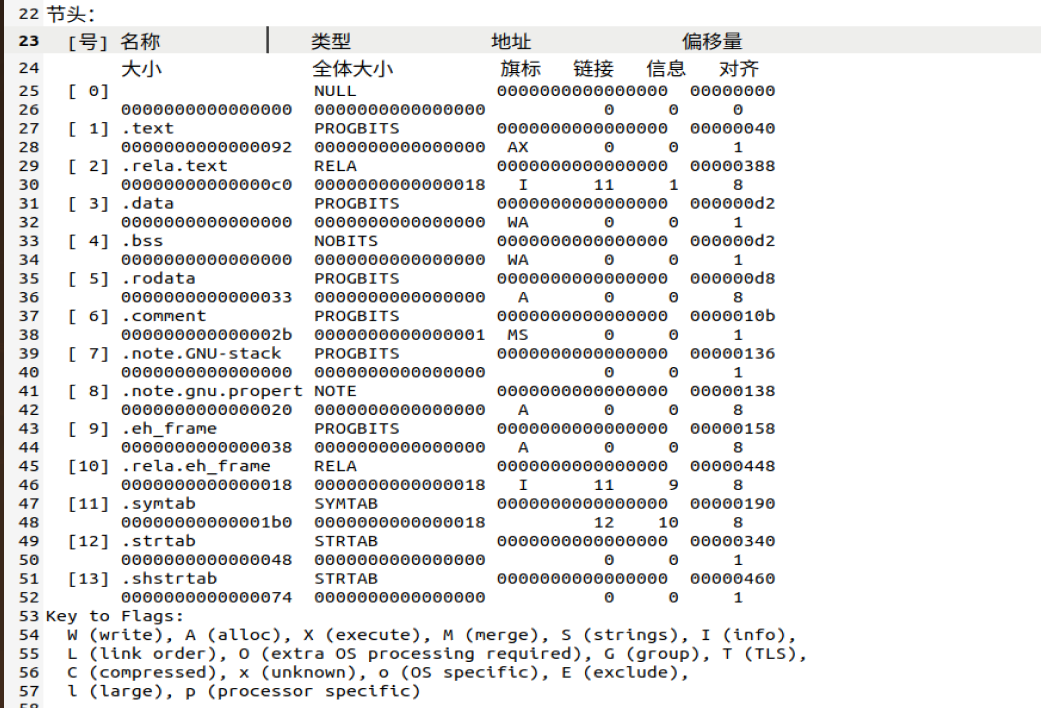 22 节头:
23 [号] 名称 类型 地址 偏移量
24 大小 全体大小 旗标 链接 信息 对齐
25 [ 0] NULL 0000000000000000 00000000
26 0000000000000000 0000000000000000 0 0 0
27 [ 1] .text PROGBITS 0000000000000000 00000040
28 0000000000000092 0000000000000000 AX 0 0 1
29 [ 2] .rela.text RELA 0000000000000000 00000388
30 00000000000000c0 0000000000000018 I 11 1 8
31 [ 3] .data PROGBITS 0000000000000000 000000d2
32 0000000000000000 0000000000000000 WA 0 0 1
33 [ 4] .bss NOBITS 0000000000000000 000000d2
34 0000000000000000 0000000000000000 WA 0 0 1
35 [ 5] .rodata PROGBITS 0000000000000000 000000d8
36 0000000000000033 0000000000000000 A 0 0 8
37 [ 6] .comment PROGBITS 0000000000000000 0000010b
38 000000000000002b 0000000000000001 MS 0 0 1
39 [ 7] .note.GNU-stack PROGBITS 0000000000000000 00000136
40 0000000000000000 0000000000000000 0 0 1
41 [ 8] .note.gnu.propert NOTE 0000000000000000 00000138
42 0000000000000020 0000000000000000 A 0 0 8
43 [ 9] .eh_frame PROGBITS 0000000000000000 00000158
44 0000000000000038 0000000000000000 A 0 0 8
45 [10] .rela.eh_frame RELA 0000000000000000 00000448
46 0000000000000018 0000000000000018 I 11 9 8
47 [11] .symtab SYMTAB 0000000000000000 00000190
48 00000000000001b0 0000000000000018 12 10 8
49 [12] .strtab STRTAB 0000000000000000 00000340
50 0000000000000048 0000000000000000 0 0 1
51 [13] .shstrtab STRTAB 0000000000000000 00000460
52 0000000000000074 0000000000000000 0 0 1
53 Key to Flags:
54 W (write), A (alloc), X (execute), M (merge), S (strings), I (info),
55 L (link order), O (extra OS processing required), G (group), T (TLS),
56 C (compressed), x (unknown), o (OS specific), E (exclude),
57 l (large), p (processor specific)
58